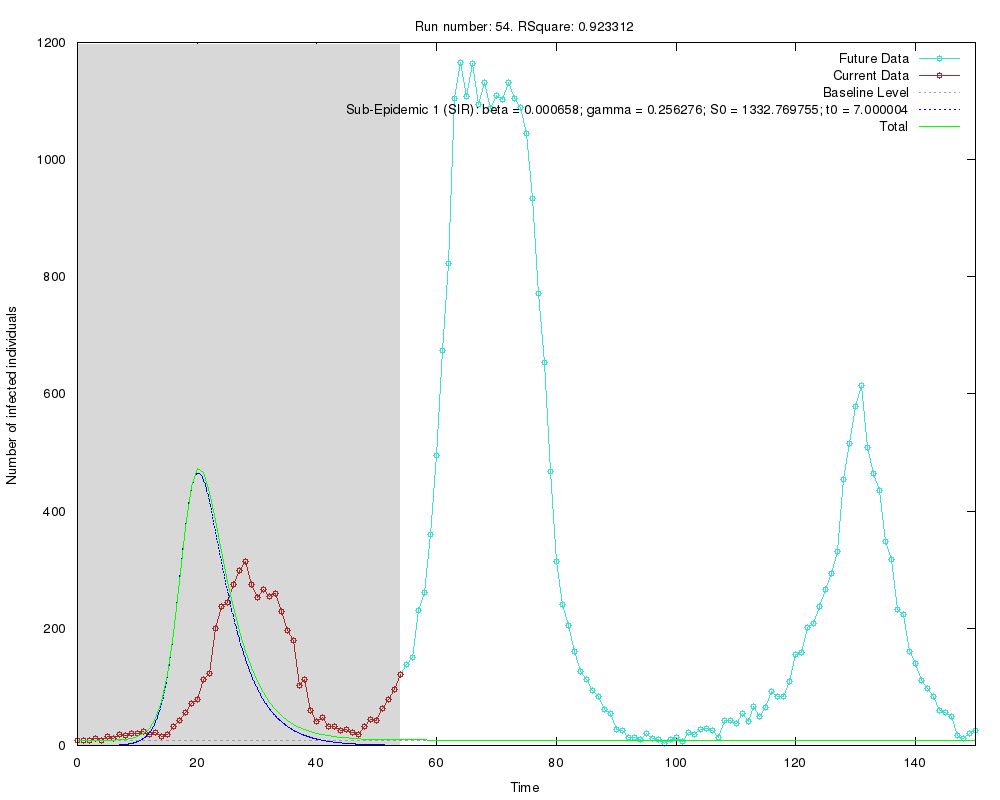 Run number: 54. RSquare: 0.923312
1200
1000
800
600
400
200
0
0 20 40 60 80 100 120 140
Number of infected individuals
Time
Future Data
Current Data
Baseline Level
Sub-Epidemic 1 (SIR): beta = 0.000658; gamma = 0.256276; S0 = 1332.769755; t0 = 7.000004
Total